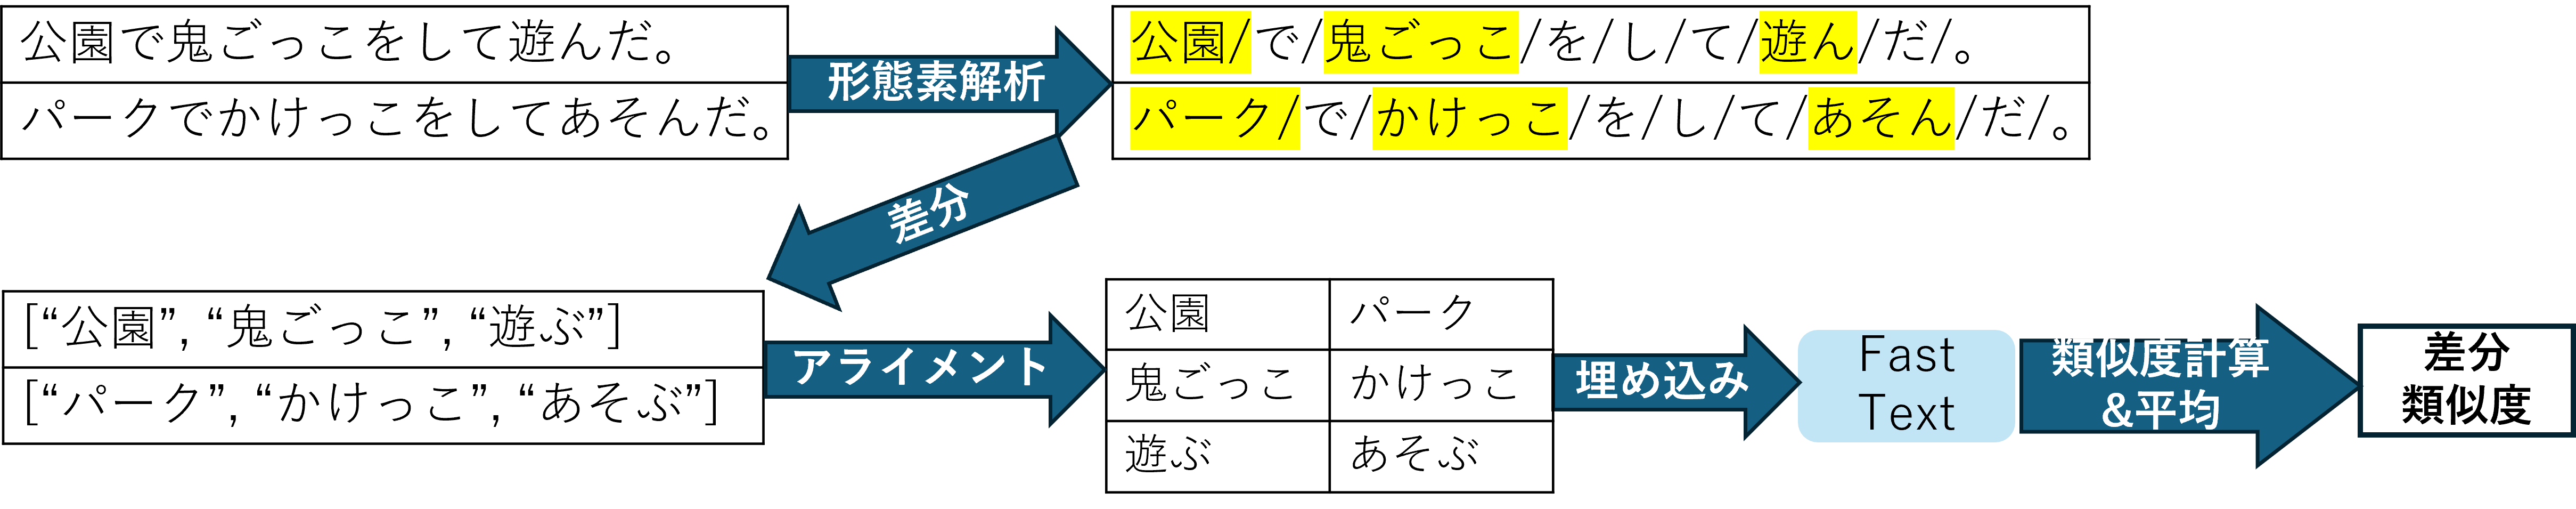 公園で鬼ごっこをして遊んだ。
パークでかけっこをしてあそんだ。
形態素解析
公園/で/鬼ごっこ/を/し/て/遊ん/だ/。
パーク/で/かけっこ/を/し/て/あそん/だ/。
差分
[“公園”, “鬼ごっこ”, “遊ぶ”]
[“パーク”, “かけっこ”, “あそぶ”]
アライメント
公園 パーク
鬼ごっこ かけっこ
遊ぶ あそぶ
埋め込み
Fast
Text
類似度計算
&平均
差分
類似度